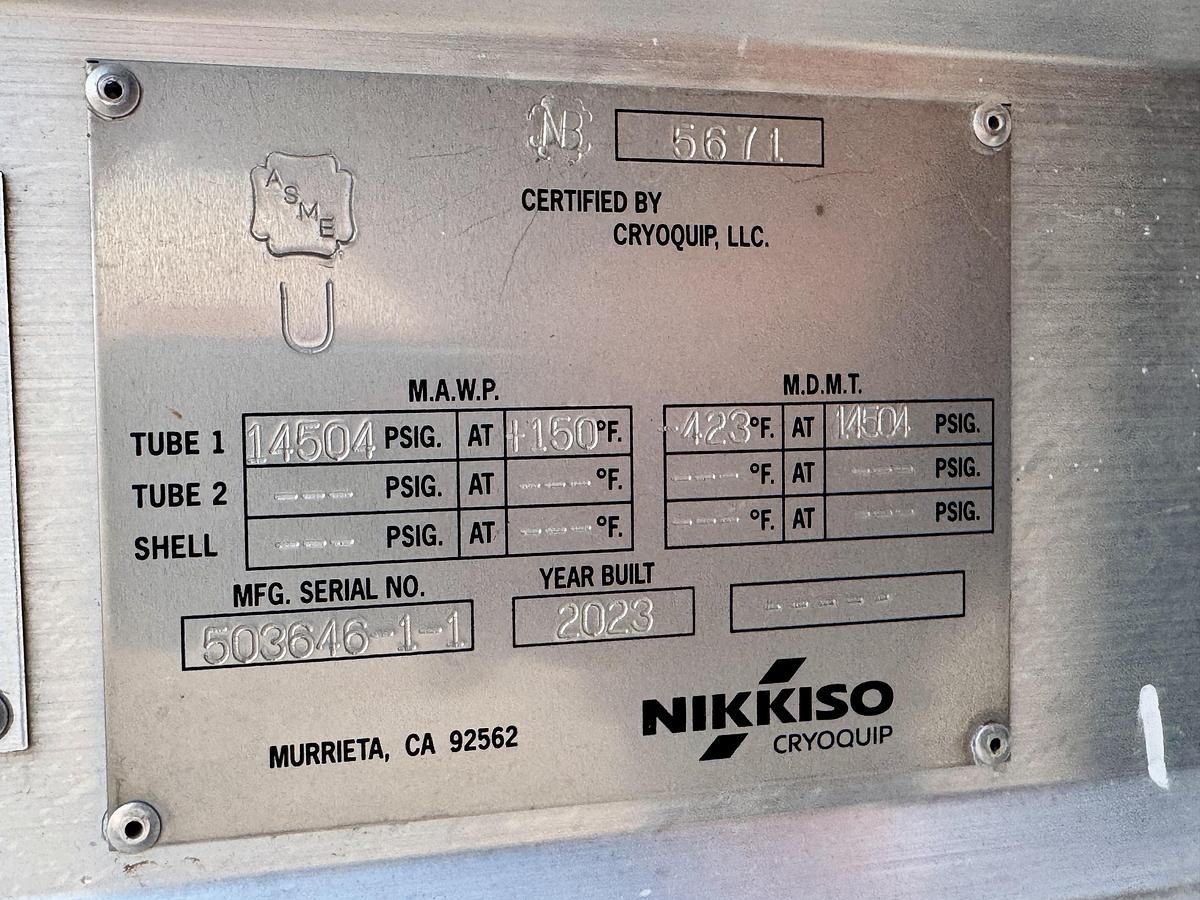 NB 5671
ASME
CERTIFIED BY
CRYOQUIP, LLC.
U
M.A.W.P. M.D.M.T.
TUBE 1 14504 PSIG. AT +150°F. -423°F. AT 14504 PSIG.
TUBE 2 --- PSIG. AT ---°F. ---°F. AT --- PSIG.
SHELL --- PSIG. AT ---°F. ---°F. AT --- PSIG.
MFG. SERIAL NO. YEAR BUILT
503646-1-1 2023 -----
NIKKISO
CRYOQUIP
MURRIETA, CA 92562